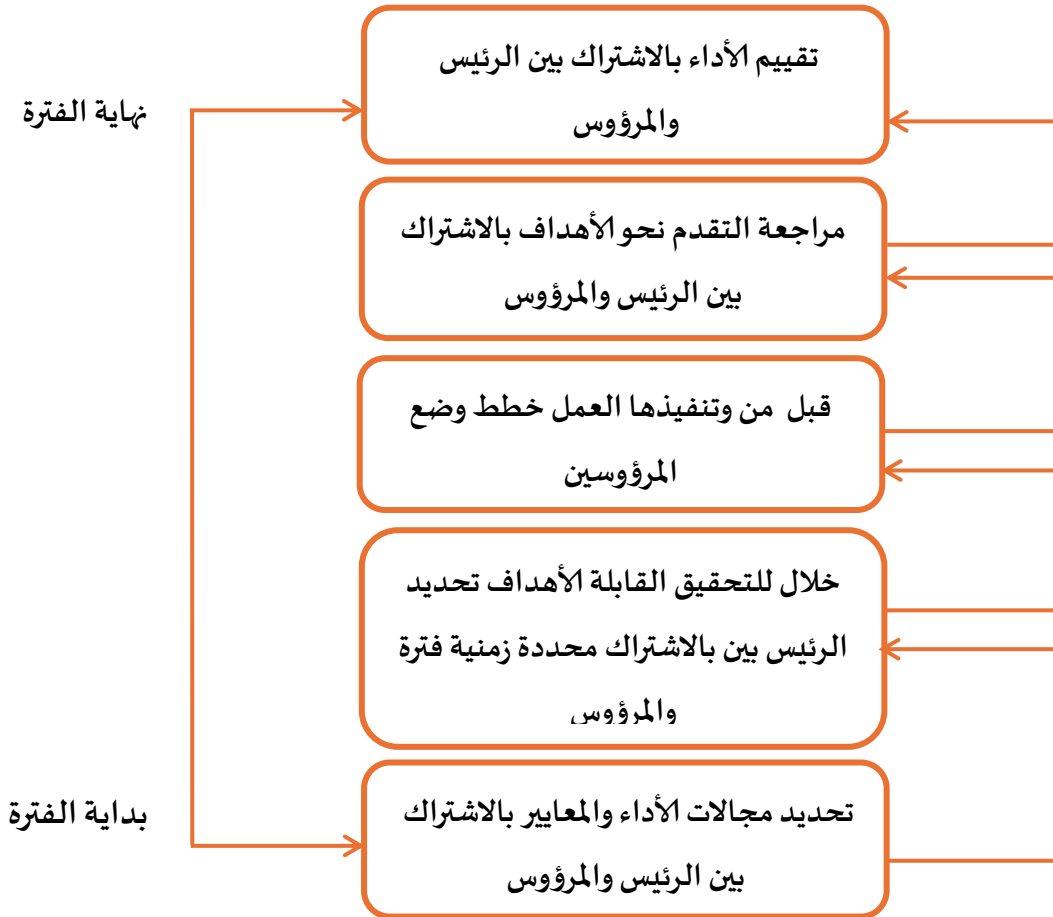 تقييم الأداء بالاشتراك بين الرئيس
والمرؤوس
نهاية الفترة
مراجعة التقدم نحو الأهداف بالاشتراك
بين الرئيس والمرؤوس
قبل من وتنفيذها العمل خطط وضع
المرؤوسين
خلال للتحقيق القابلة الأهداف تحديد
الرئيس بين بالاشتراك محددة زمنية فترة
والمرؤوس
تحديد مجالات الأداء والمعايير بالاشتراك
بين الرئيس والمرؤوس
بداية الفترة